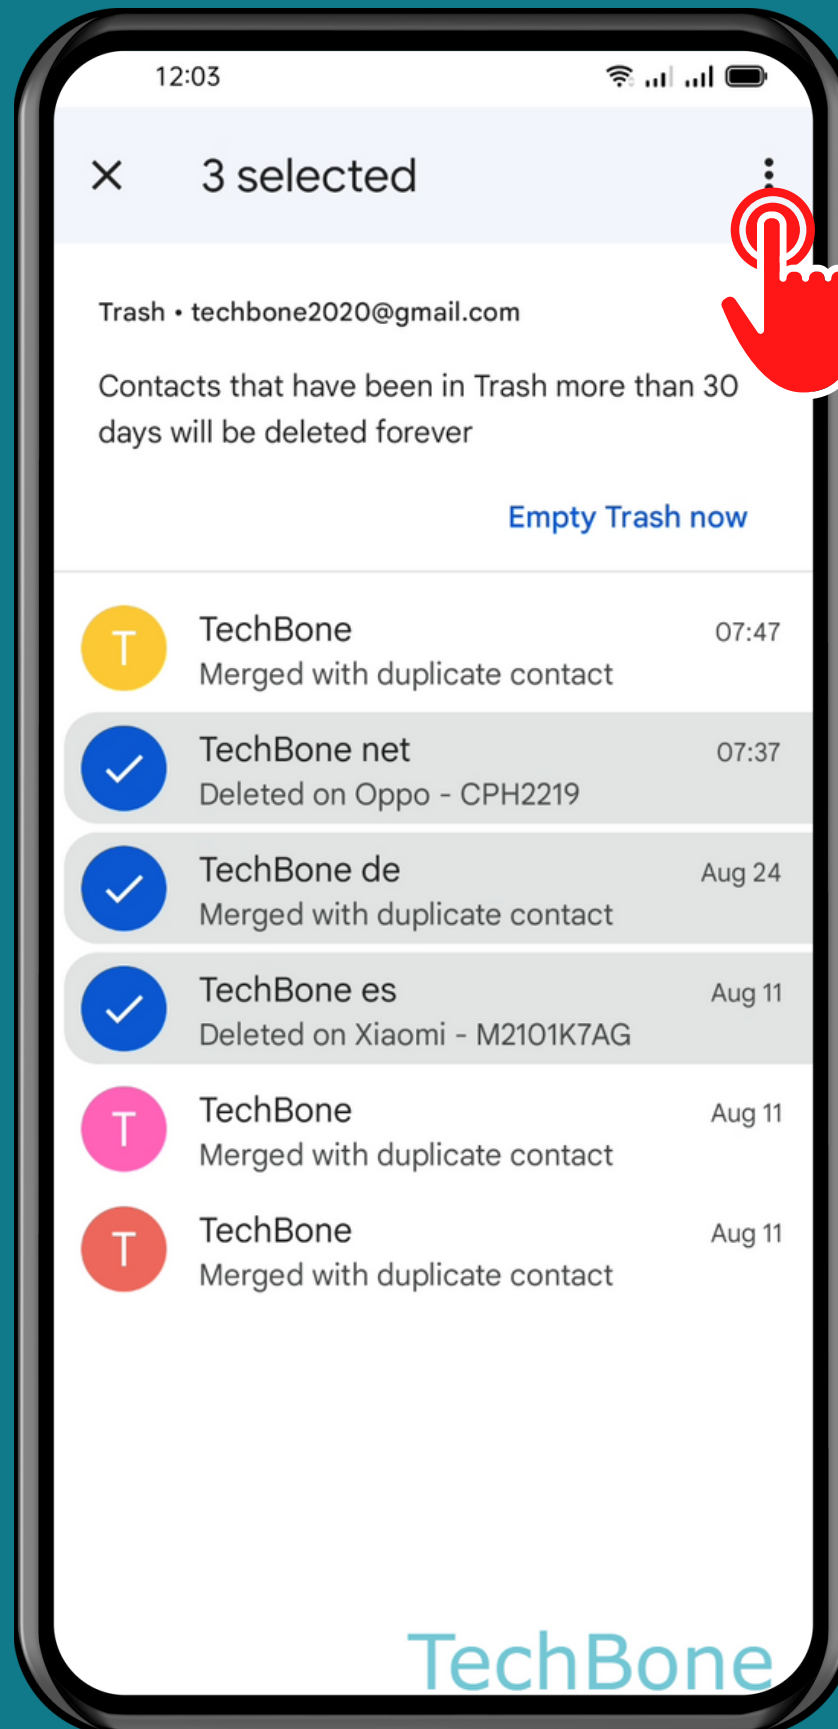 12:03
3 selected
Trash • techbone2020@gmail.com
Contacts that have been in Trash more than 30
days will be deleted forever
Empty Trash now
T
TechBone
07:47
Merged with duplicate contact
TechBone net
07:37
Deleted on Oppo - CPH2219
TechBone de
Aug 24
Merged with duplicate contact
TechBone es
Aug 11
Deleted on Xiaomi - M2101K7AG
T
TechBone
Aug 11
Merged with duplicate contact
T
TechBone
Aug 11
Merged with duplicate contact
TechBone